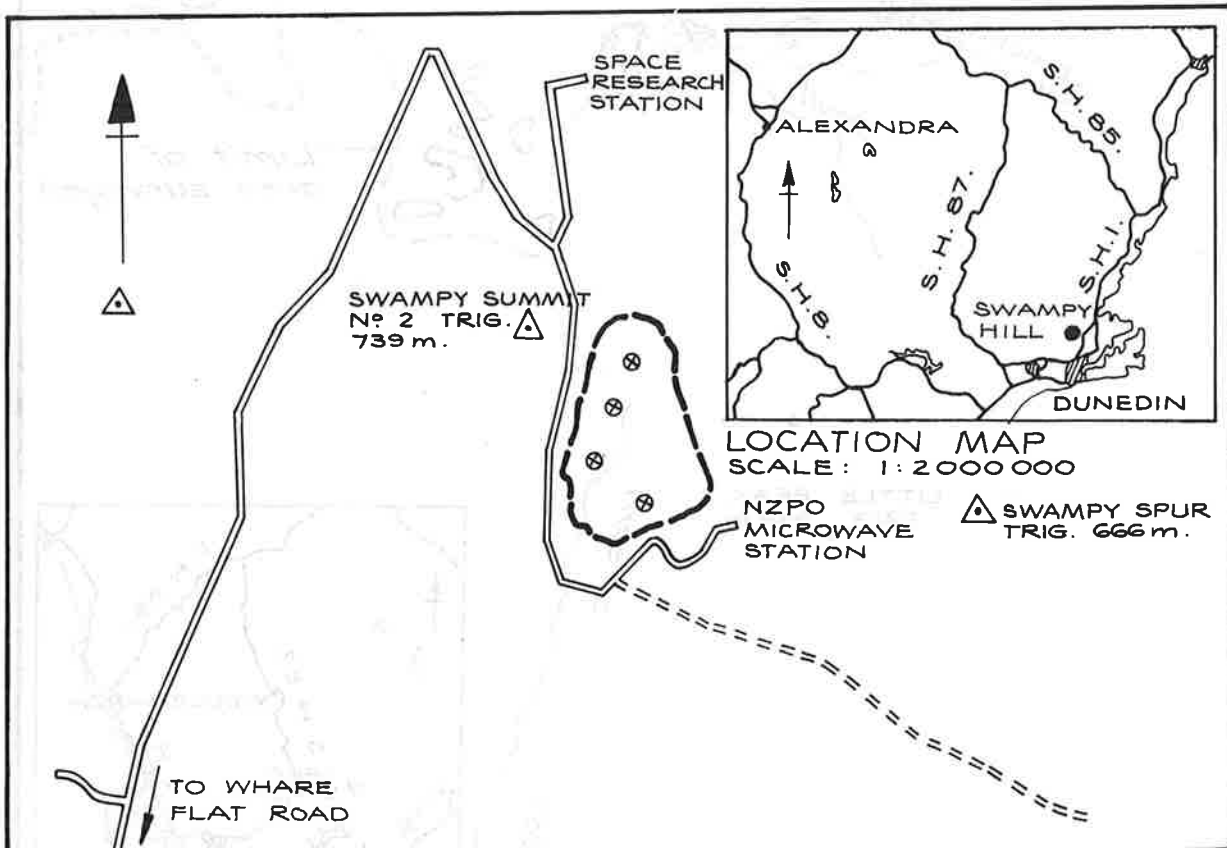 SPACE
RESEARCH
STATION
SWAMPY SUMMIT
Nº 2 TRIG.
739 m.
ALEXANDRA
S.H.85.
S.H.87.
S.H.1.
S.H.8.
SWAMPY
HILL
DUNEDIN
LOCATION MAP
SCALE: 1:2000000
NZPO
MICROWAVE
STATION
SWAMPY SPUR
TRIG. 666 m.
TO WHARE
FLAT ROAD